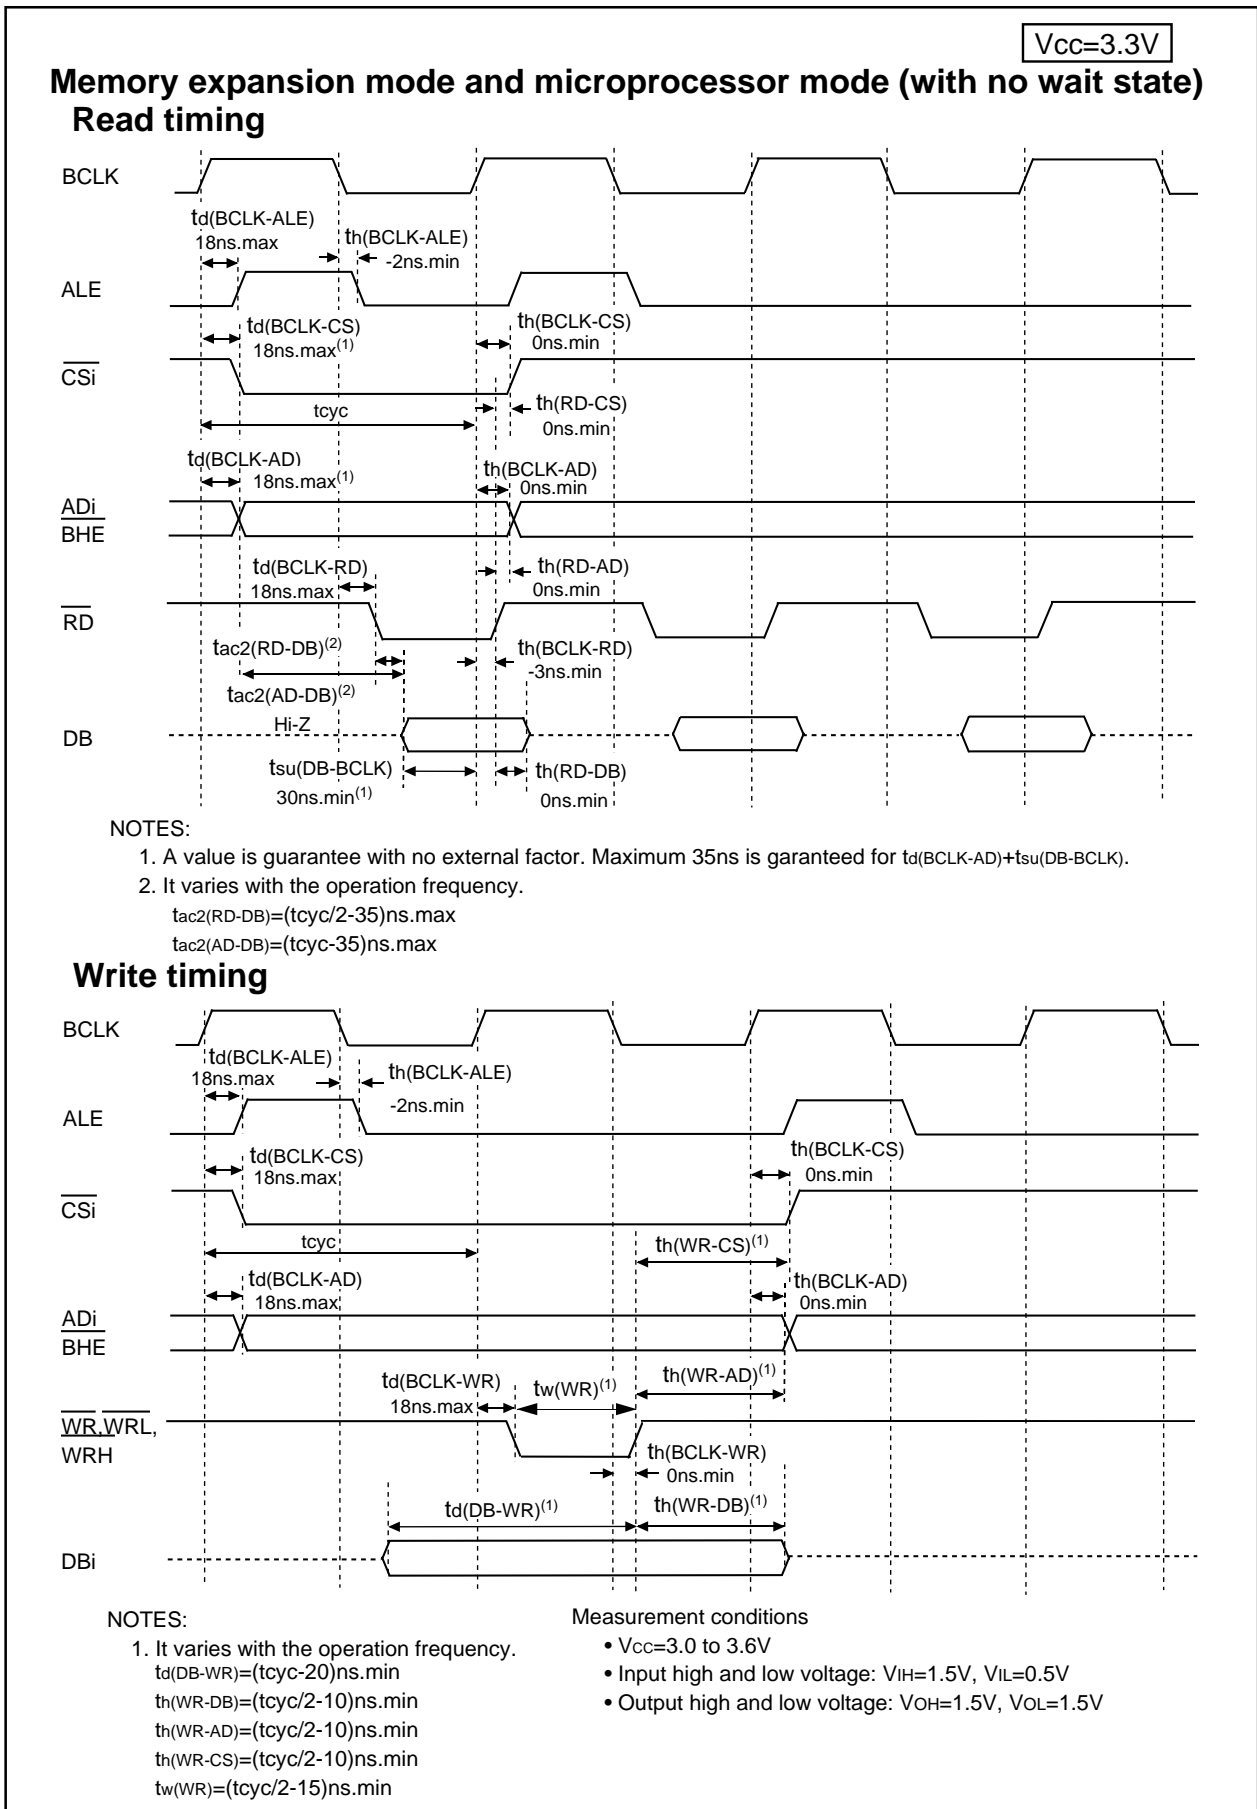 Vcc=3.3V
Memory expansion mode and microprocessor mode (with no wait state)
Read timing
BCLK
td(BCLK-ALE)
18ns.max
th(BCLK-ALE)
-2ns.min
ALE
td(BCLK-CS)
18ns.max(1)
th(BCLK-CS)
0ns.min
CSi
tcyc
th(RD-CS)
0ns.min
td(BCLK-AD)
18ns.max(1)
th(BCLK-AD)
0ns.min
ADi
BHE
td(BCLK-RD)
18ns.max
th(RD-AD)
0ns.min
RD
tac2(RD-DB)(2)
th(BCLK-RD)
-3ns.min
tac2(AD-DB)(2)
Hi-Z
DB
tsu(DB-BCLK)
30ns.min(1)
th(RD-DB)
0ns.min
NOTES:
1. A value is guarantee with no external factor. Maximum 35ns is garanteed for td(BCLK-AD)+tsu(DB-BCLK).
2. It varies with the operation frequency.
tac2(RD-DB)=(tcyc/2-35)ns.max
tac2(AD-DB)=(tcyc-35)ns.max
Write timing
BCLK
td(BCLK-ALE)
18ns.max
th(BCLK-ALE)
-2ns.min
ALE
td(BCLK-CS)
18ns.max
th(BCLK-CS)
0ns.min
CSi
tcyc
th(WR-CS)(1)
td(BCLK-AD)
18ns.max
th(BCLK-AD)
0ns.min
ADi
BHE
td(BCLK-WR)
18ns.max
tw(WR)(1)
th(WR-AD)(1)
WR,WRL,
WRH
th(BCLK-WR)
0ns.min
td(DB-WR)(1)
th(WR-DB)(1)
DBi
NOTES:
1. It varies with the operation frequency.
td(DB-WR)=(tcyc-20)ns.min
th(WR-DB)=(tcyc/2-10)ns.min
th(WR-AD)=(tcyc/2-10)ns.min
th(WR-CS)=(tcyc/2-10)ns.min
tw(WR)=(tcyc/2-15)ns.min
Measurement conditions
• VCC=3.0 to 3.6V
• Input high and low voltage: VIH=1.5V, VIL=0.5V
• Output high and low voltage: VOH=1.5V, VOL=1.5V